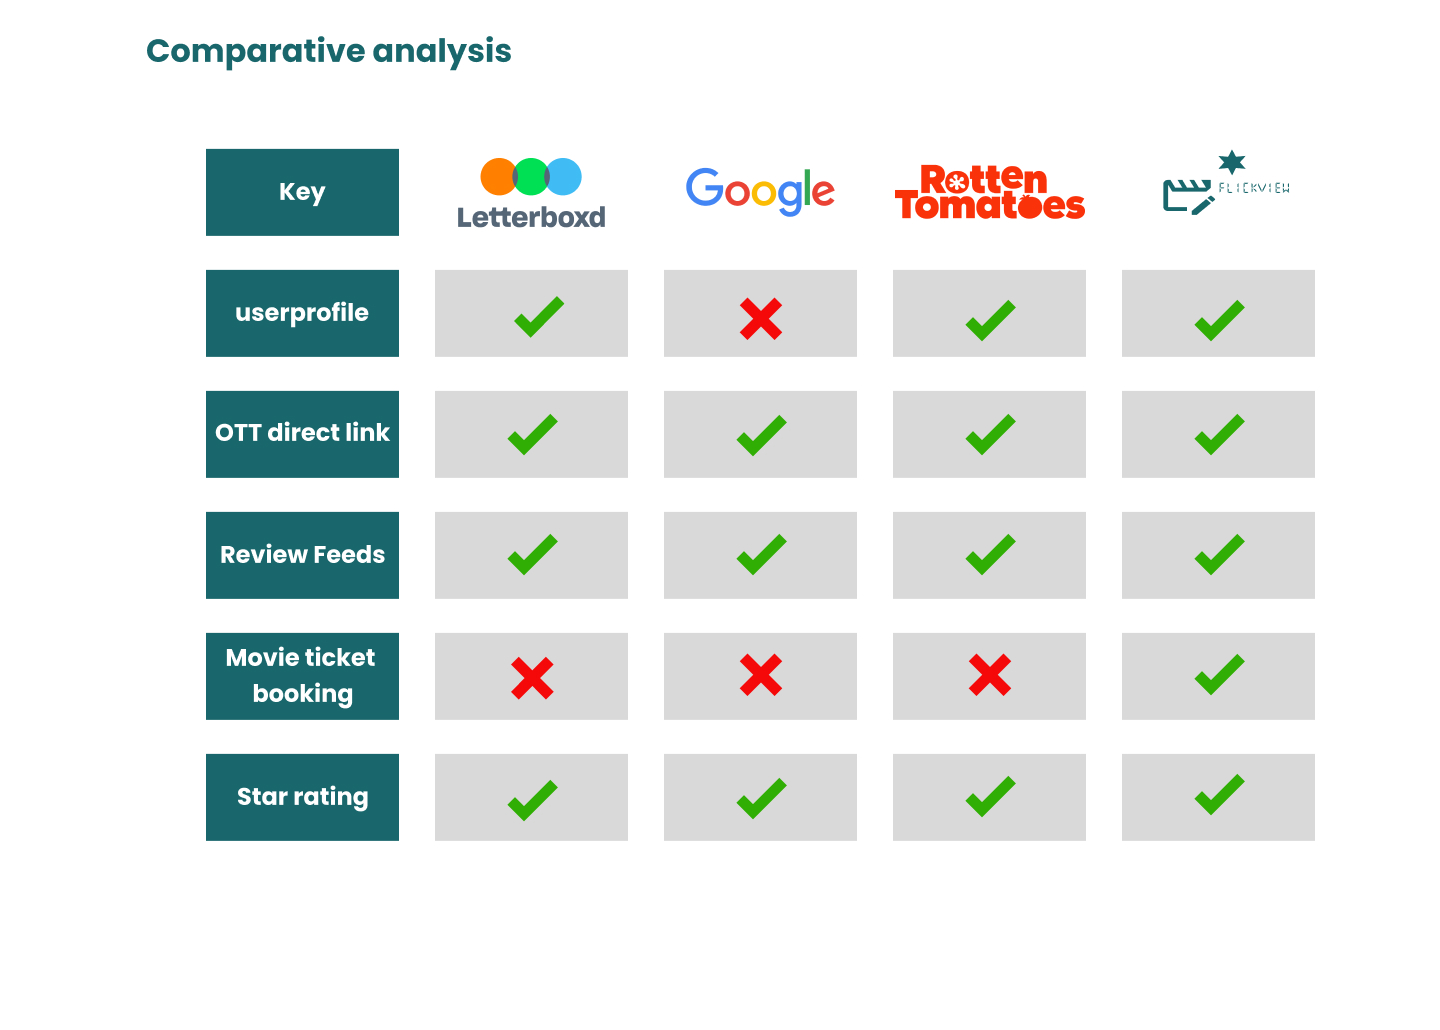 Comparative analysis
Key
Letterboxd
Google
Rotten
Tomatoes
FLICKVIEW
userprofile
OTT direct link
Review Feeds
Movie ticket
booking
Star rating